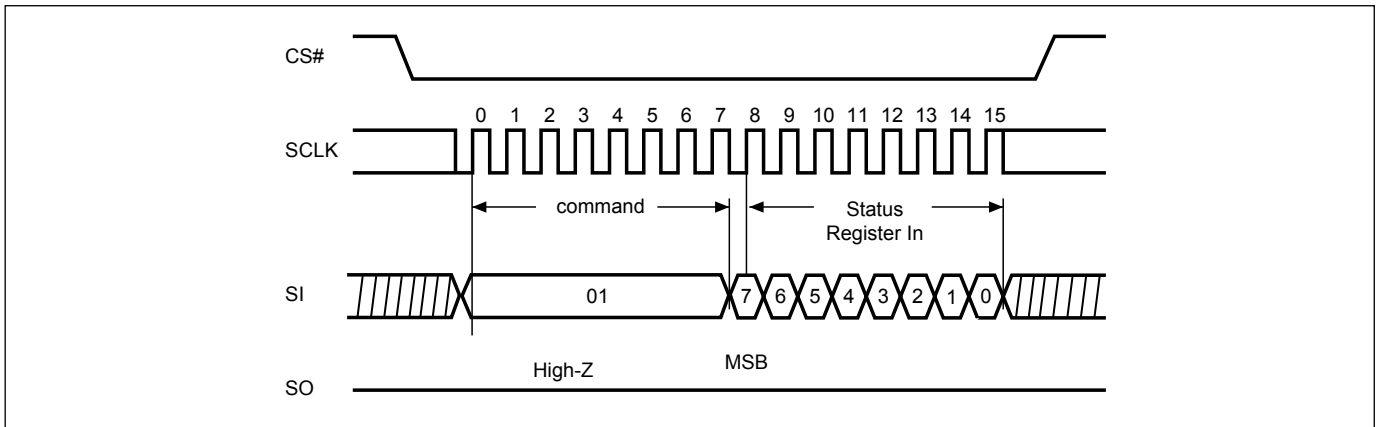 CS#
0 1 2 3 4 5 6 7 8 9 10 11 12 13 14 15
SCLK
command
Status
Register In
SI
01
7 6 5 4 3 2 1 0
High-Z
MSB
SO